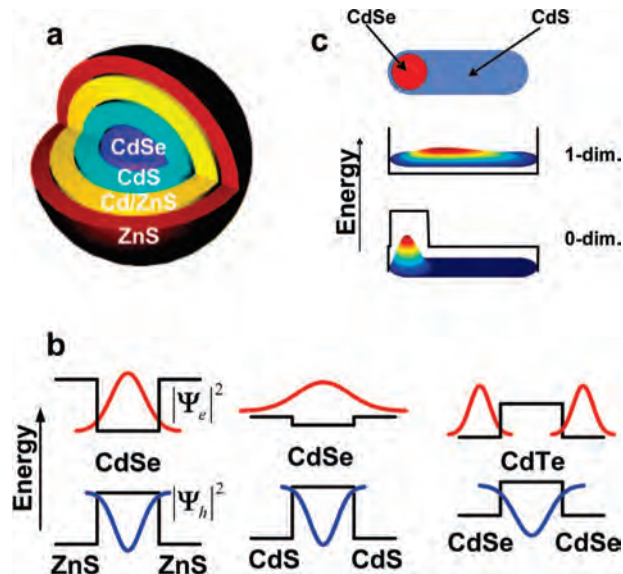 a
CdSe
CdS
Cd/ZnS
ZnS
c
CdSe CdS
Energy
1-dim.
0-dim.
b
Energy
|Ψe|²
CdSe CdSe CdTe
|Ψh|²
ZnS ZnS CdS CdS CdSe CdSe